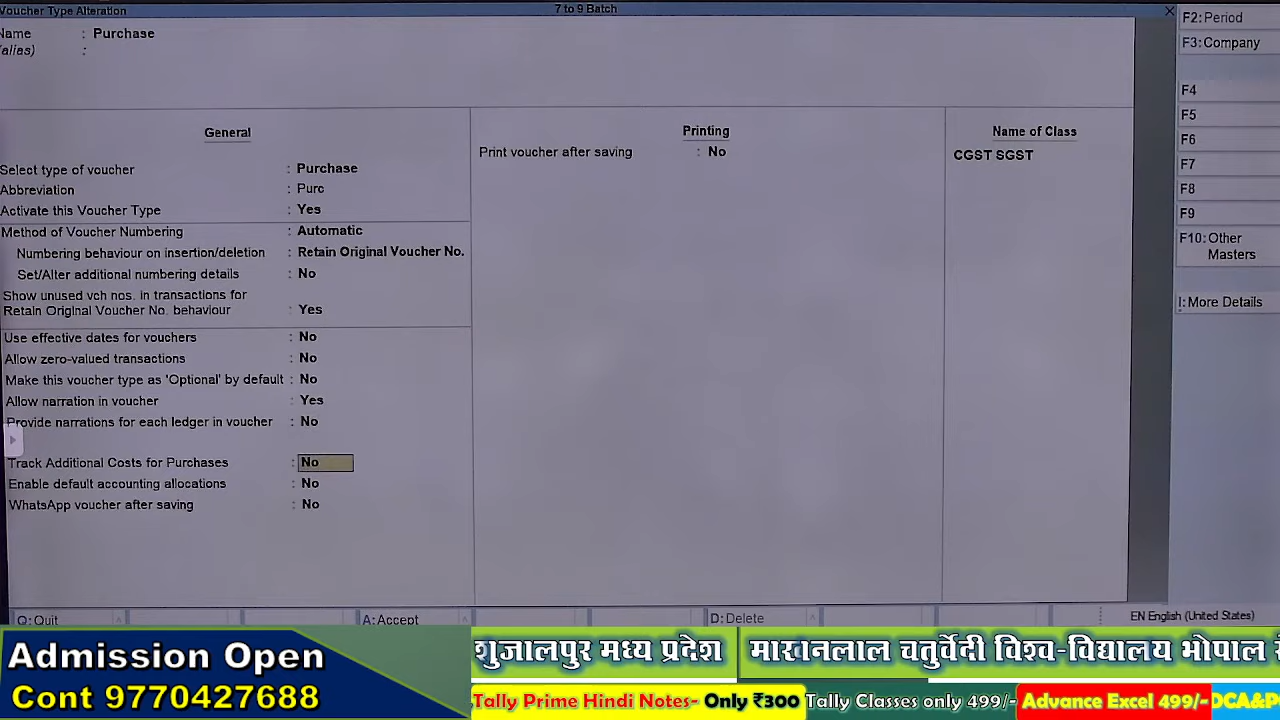 Voucher Type Alteration
7 to 9 Batch
Name : Purchase
(alias) :
General
Select type of voucher : Purchase
Abbreviation : Purc
Activate this Voucher Type : Yes
Method of Voucher Numbering : Automatic
Numbering behaviour on insertion/deletion : Retain Original Voucher No.
Set/Alter additional numbering details : No
Show unused vch nos. in transactions for
Retain Original Voucher No. behaviour : Yes
Use effective dates for vouchers : No
Allow zero-valued transactions : No
Make this voucher type as 'Optional' by default : No
Allow narration in voucher : Yes
Provide narrations for each ledger in voucher : No
Track Additional Costs for Purchases : No
Enable default accounting allocations : No
WhatsApp voucher after saving : No
Printing
Print voucher after saving : No
Name of Class
CGST SGST
F2: Period
F3: Company
F4
F5
F6
F7
F8
F9
F10: Other
Masters
I: More Details
Q: Quit
A: Accept
D: Delete
EN English (United States)
Admission Open
Cont 9770427688
शुजालपुर मध्य प्रदेश
माखनलाल चतुर्वेदी विश्व-विद्यालय भोपाल
Tally Prime Hindi Notes- Only ₹300
Tally Classes only 499/-
Advance Excel 499/-
DCA&P